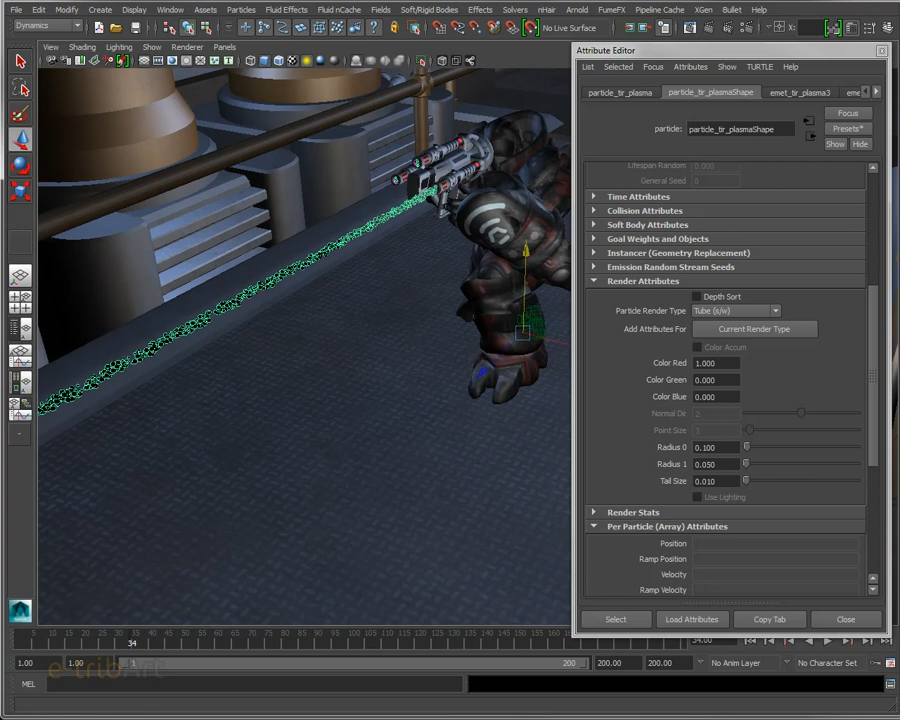 File Edit Modify Create Display Window Assets Particles Fluid Effects Fluid nCache Fields Soft/Rigid Bodies Effects Solvers nHair Arnold FumeFX Pipeline Cache XGen Bullet Help
Dynamics No Live Surface
View Shading Lighting Show Renderer Panels
Attribute Editor
List Selected Focus Attributes Show TURTLE Help
particle_tir_plasma particle_tir_plasmaShape emet_tir_plasma3 eme
Focus
particle: particle_tir_plasmaShape Presets*
Show Hide
Lifespan Random 0.000
General Seed 0
Time Attributes
Collision Attributes
Soft Body Attributes
Goal Weights and Objects
Instancer (Geometry Replacement)
Emission Random Stream Seeds
Render Attributes
Depth Sort
Particle Render Type Tube (s/w)
Add Attributes For Current Render Type
Color Accum
Color Red 1.000
Color Green 0.000
Color Blue 0.000
Normal Dir 2
Point Size 3
Radius 0 0.100
Radius 1 0.050
Tail Size 0.010
Use Lighting
Render Stats
Per Particle (Array) Attributes
Position
Ramp Position
Velocity
Ramp Velocity
Select Load Attributes Copy Tab Close
34
34.00
1.00 1.00 1 200 200.00 200.00 No Anim Layer No Character Set
e-tribArt
MEL